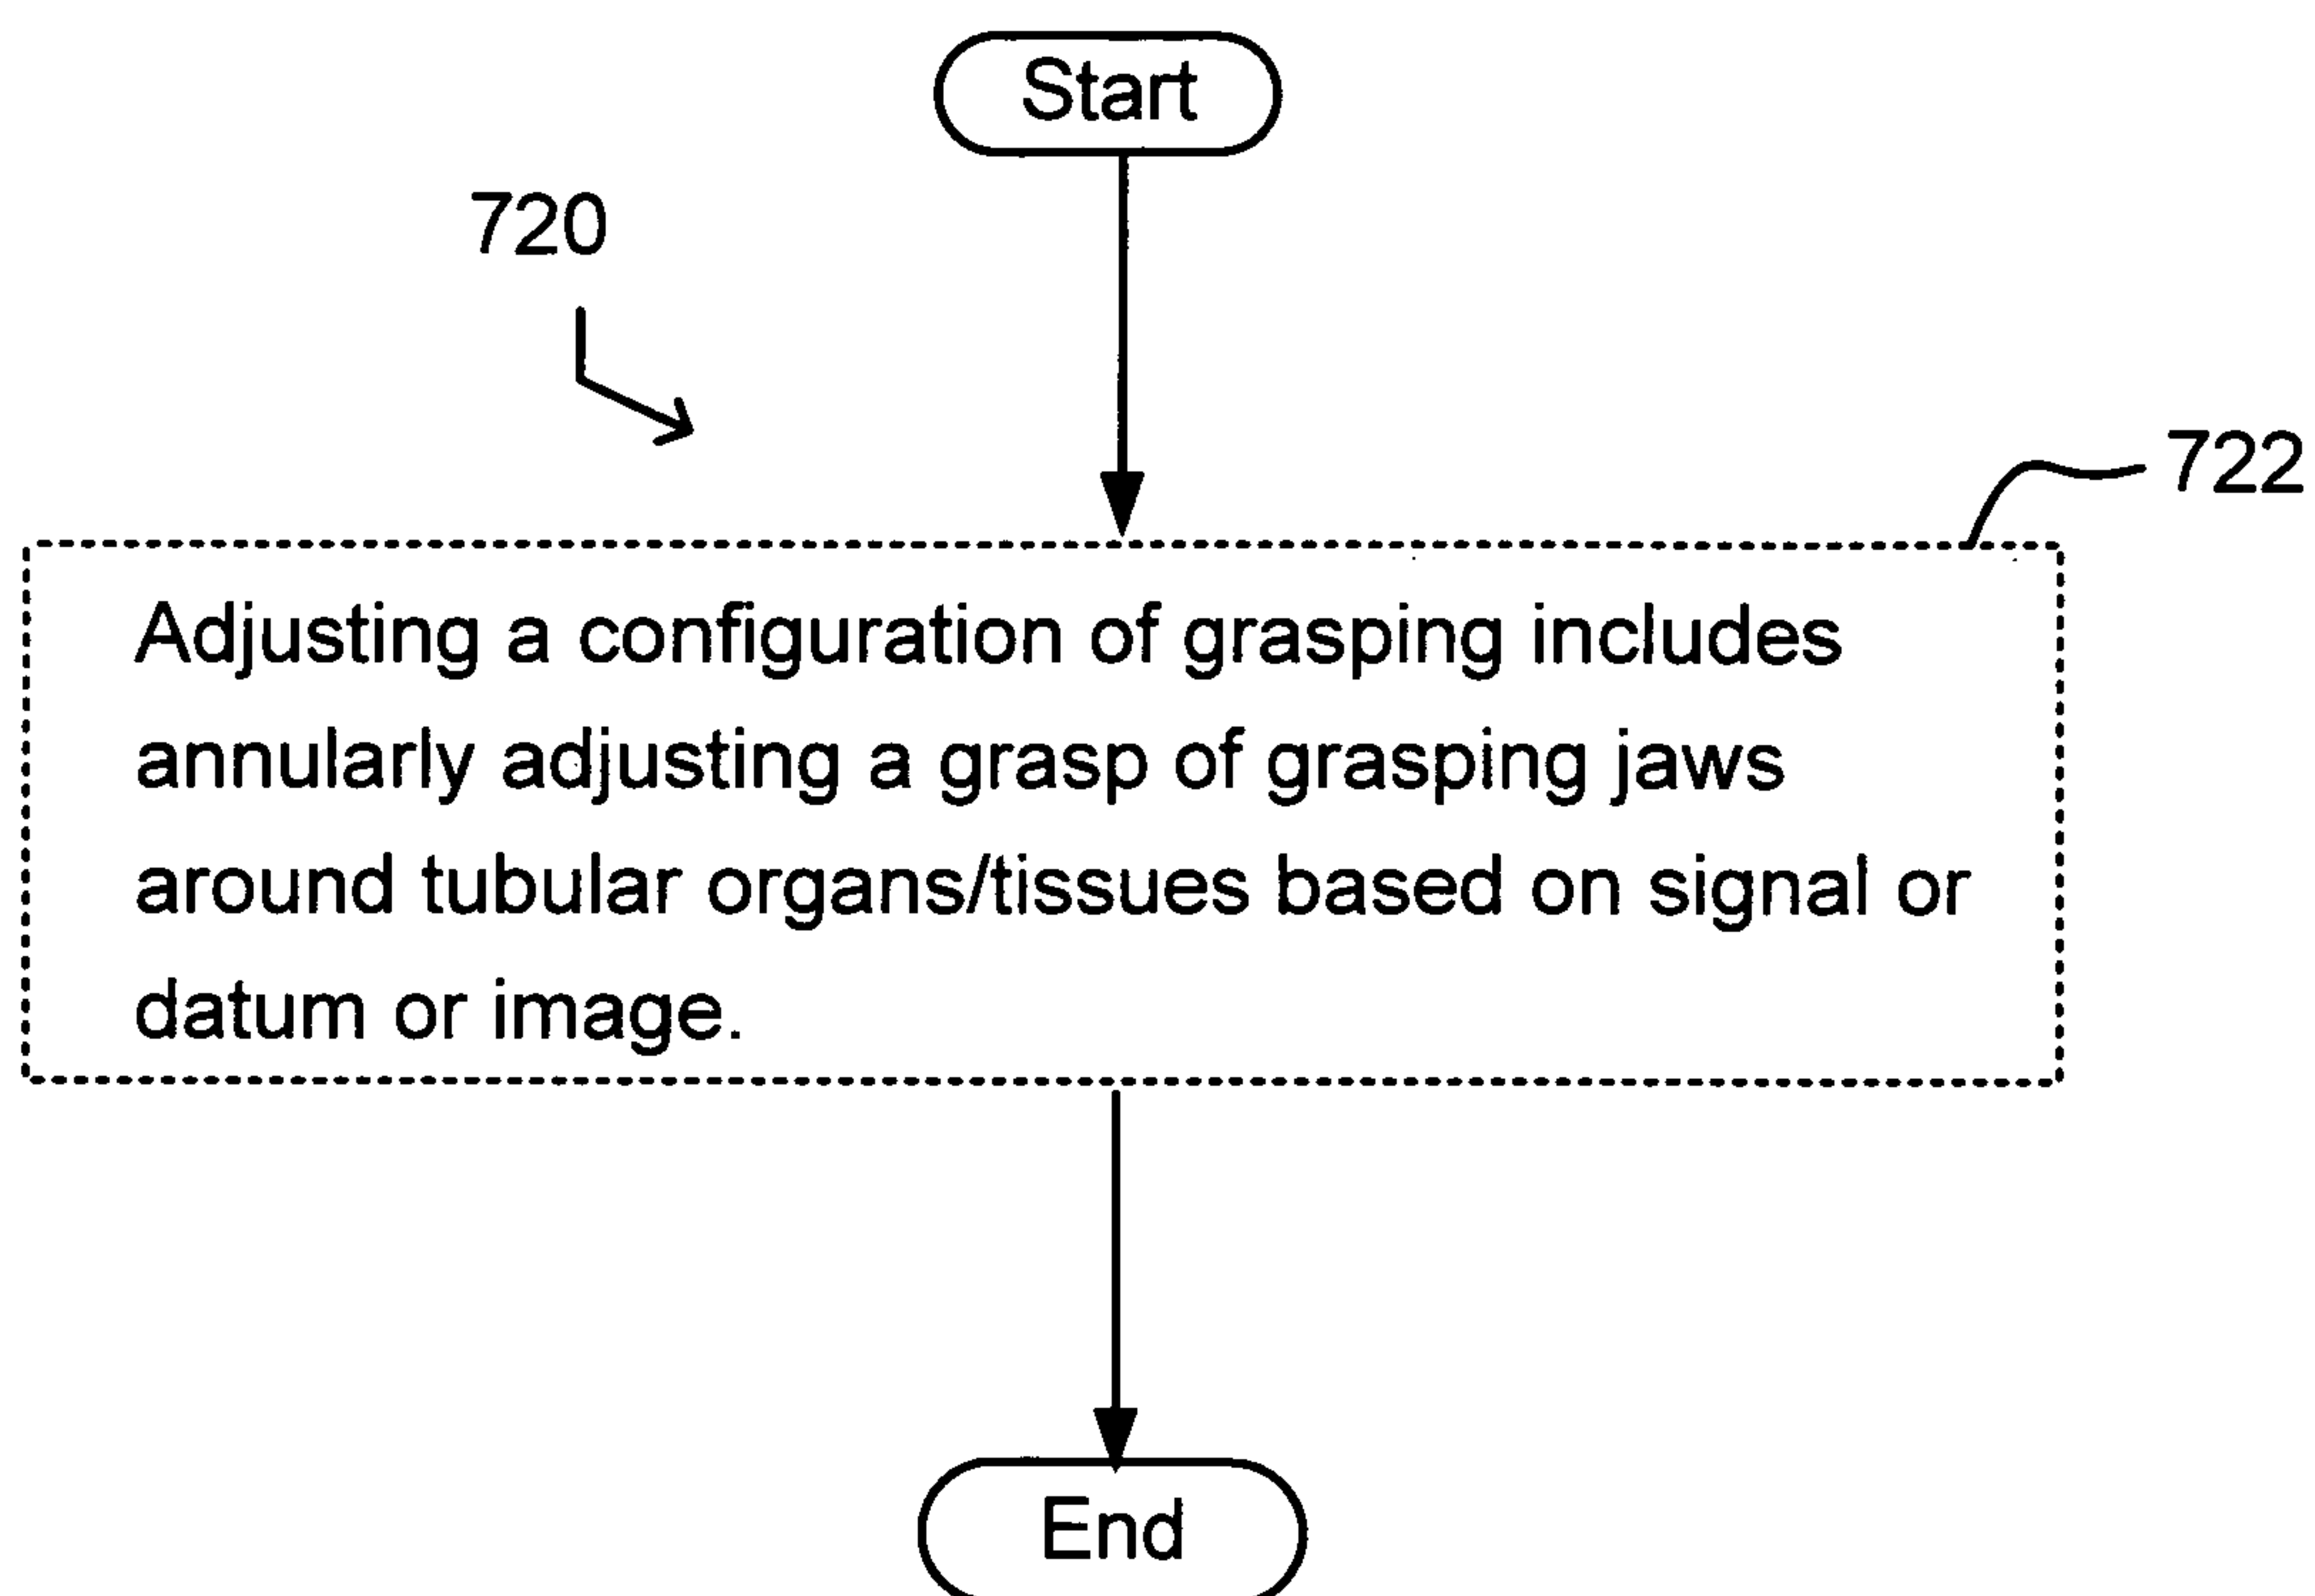 Start
720
722
Adjusting a configuration of grasping includes
annularly adjusting a grasp of grasping jaws
around tubular organs/tissues based on signal or
datum or image.
End